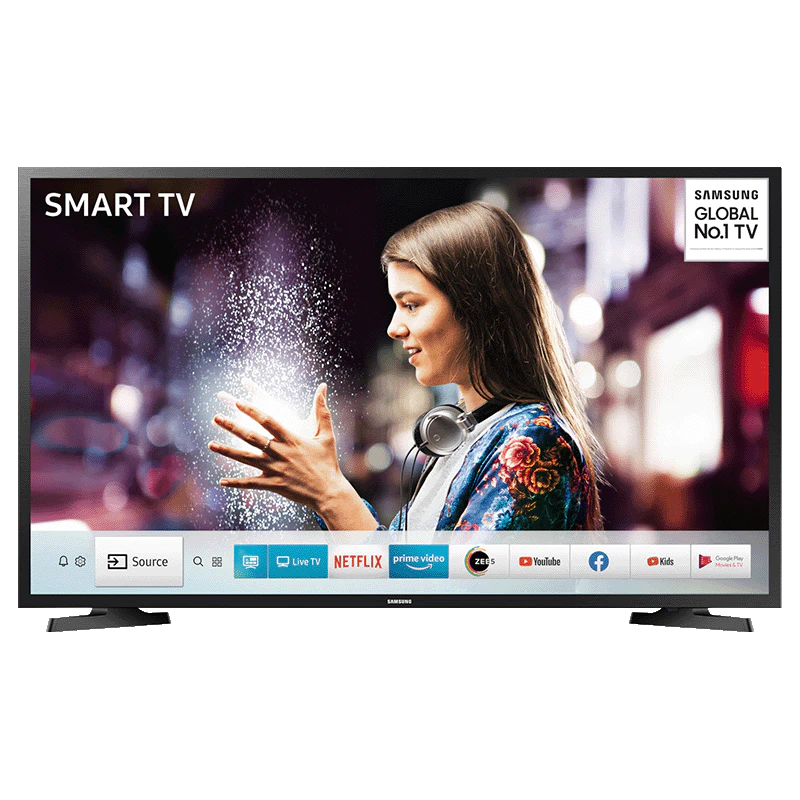 SMART TV
SAMSUNG
GLOBAL
No.1 TV
Source
Live TV
NETFLIX
prime video
ZEE5
YouTube
Kids
Google Play
Movies & TV
SAMSUNG